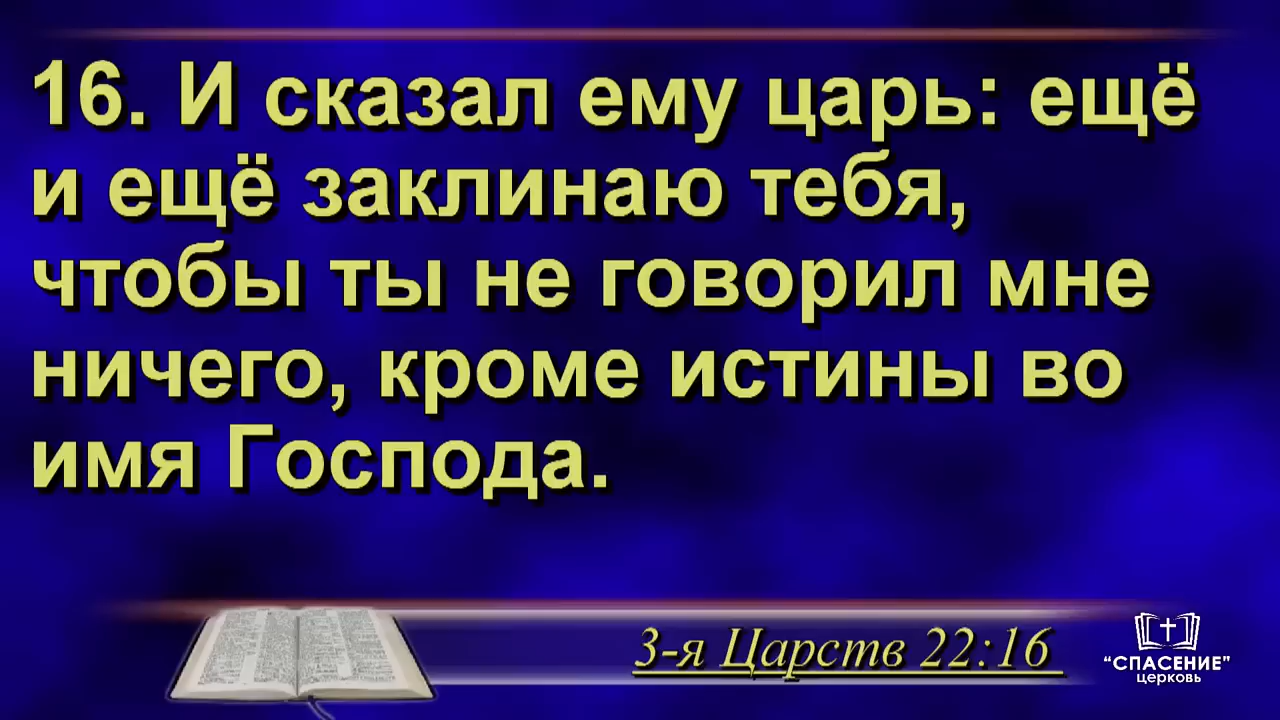 16. И сказал ему царь: ещё
и ещё заклинаю тебя,
чтобы ты не говорил мне
ничего, кроме истины во
имя Господа.
3-я Царств 22:16
“СПАСЕНИЕ”
церковь